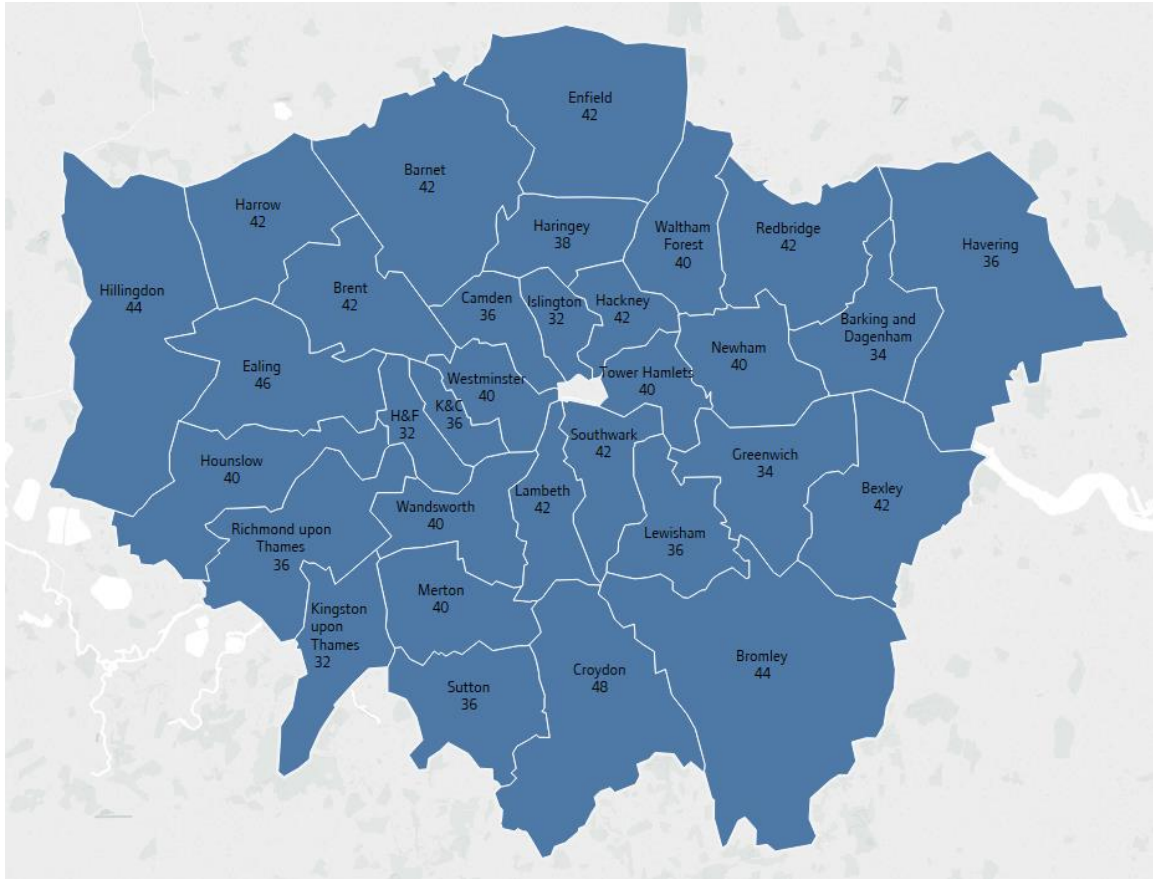 Enfield
42
Barnet
42
Harrow
42
Haringey
38
Waltham
Forest
40
Redbridge
42
Havering
36
Hillingdon
44
Brent
42
Camden
36
Islington
32
Hackney
42
Barking and
Dagenham
34
Ealing
46
Newham
40
Westminster
40
Tower Hamlets
40
H&F
32
K&C
36
Southwark
42
Greenwich
34
Hounslow
40
Bexley
42
Wandsworth
40
Lambeth
42
Richmond upon
Thames
36
Lewisham
36
Merton
40
Kingston
upon
Thames
32
Bromley
44
Croydon
48
Sutton
36